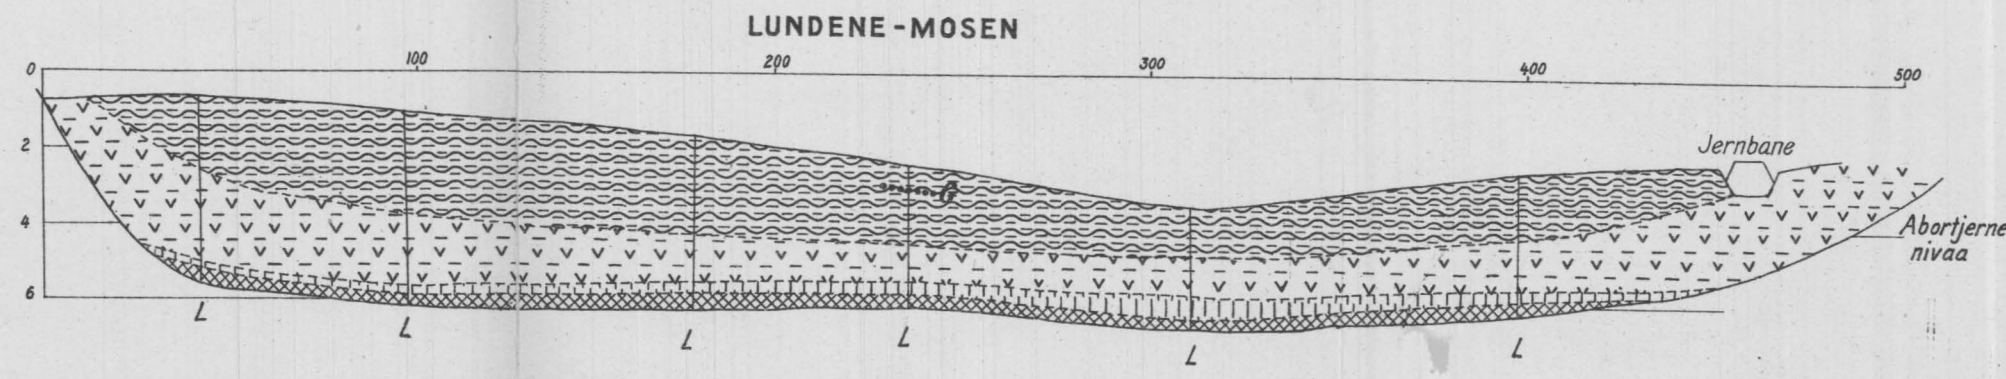 LUNDENE-MOSEN
100
200
300
400
500
0
2
4
6
Jernbane
G
Abortjerne
nivaa
L
L
L
L
L
L